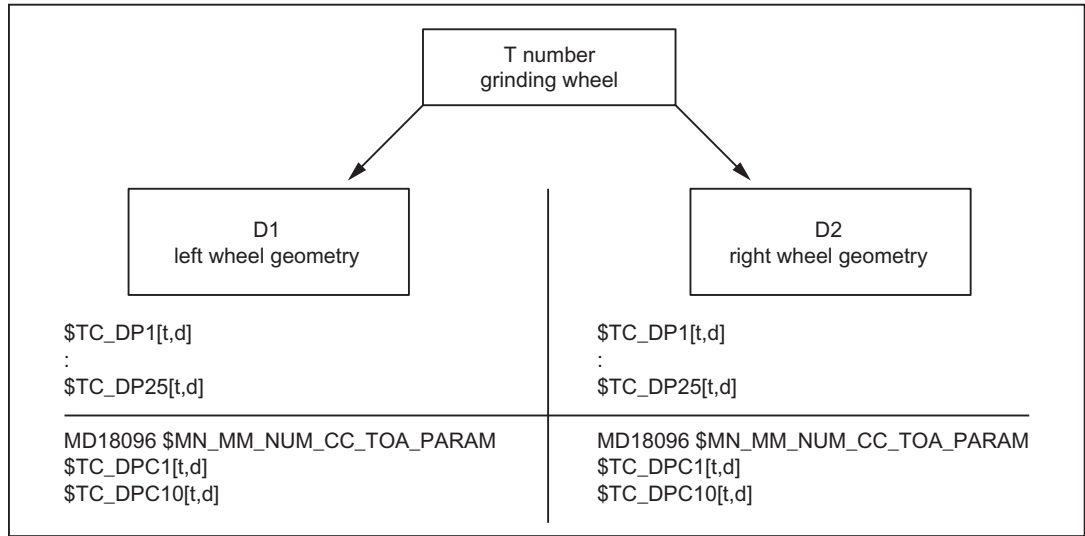 T number
grinding wheel
D1
left wheel geometry
D2
right wheel geometry
$TC_DP1[t,d]
:
$TC_DP25[t,d]
MD18096 $MN_MM_NUM_CC_TOA_PARAM
$TC_DPC1[t,d]
$TC_DPC10[t,d]
$TC_DP1[t,d]
:
$TC_DP25[t,d]
MD18096 $MN_MM_NUM_CC_TOA_PARAM
$TC_DPC1[t,d]
$TC_DPC10[t,d]